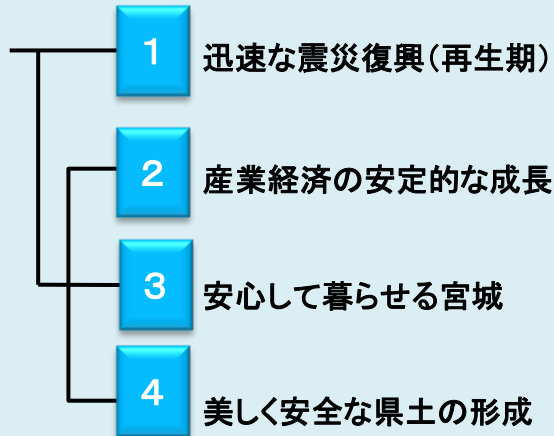 1 迅速な震災復興(再生期)
2 産業経済の安定的な成長
3 安心して暮らせる宮城
4 美しく安全な県土の形成